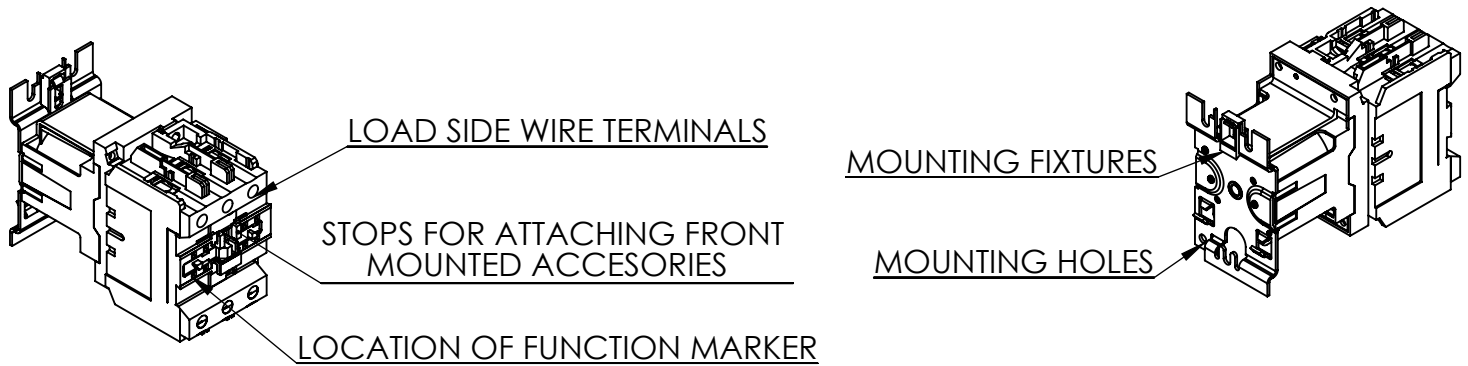 LOAD SIDE WIRE TERMINALS
STOPS FOR ATTACHING FRONT
MOUNTED ACCESORIES
LOCATION OF FUNCTION MARKER
MOUNTING FIXTURES
MOUNTING HOLES